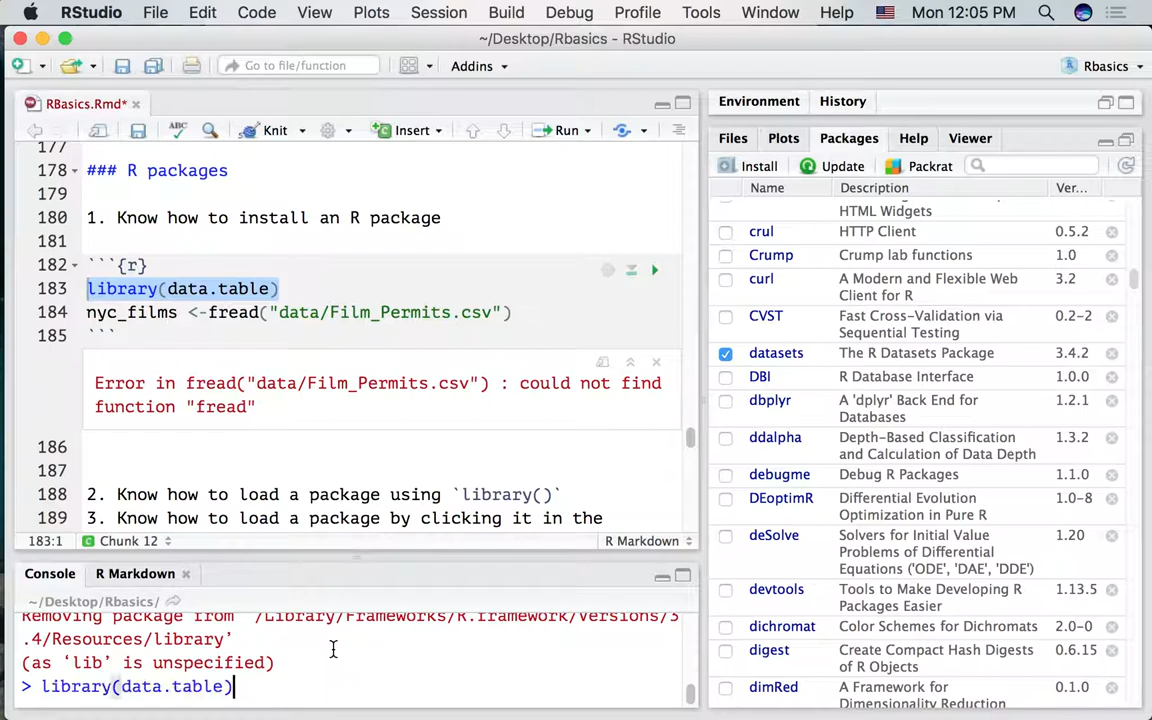 RStudio File Edit Code View Plots Session Build Debug Profile Tools Window Help Mon 12:05 PM
~/Desktop/Rbasics - RStudio
Go to file/function Addins Rbasics
RBasics.Rmd*
Knit Insert Run
177
178 ### R packages
179
180 1. Know how to install an R package
181
182 ```{r}
183 library(data.table)
184 nyc_films <-fread("data/Film_Permits.csv")
185 ```
Error in fread("data/Film_Permits.csv") : could not find
function "fread"
186
187
188 2. Know how to load a package using `library()`
189 3. Know how to load a package by clicking it in the
183:1 Chunk 12 R Markdown
Console R Markdown
~/Desktop/Rbasics/
Removing package from ‘/Library/Frameworks/R.framework/Versions/3
.4/Resources/library’
(as ‘lib’ is unspecified)
> library(data.table)
Environment History
Files Plots Packages Help Viewer
Install Update Packrat
Name Description Ver...
HTML Widgets
crul HTTP Client 0.5.2
Crump Crump lab functions 1.0
curl A Modern and Flexible Web 3.2
Client for R
CVST Fast Cross-Validation via 0.2-2
Sequential Testing
datasets The R Datasets Package 3.4.2
DBI R Database Interface 1.0.0
dbplyr A 'dplyr' Back End for 1.2.1
Databases
ddalpha Depth-Based Classification 1.3.2
and Calculation of Data Depth
debugme Debug R Packages 1.1.0
DEoptimR Differential Evolution 1.0-8
Optimization in Pure R
deSolve Solvers for Initial Value 1.20
Problems of Differential
Equations ('ODE', 'DAE', 'DDE')
devtools Tools to Make Developing R 1.13.5
Packages Easier
dichromat Color Schemes for Dichromats 2.0-0
digest Create Compact Hash Digests 0.6.15
of R Objects
dimRed A Framework for 0.1.0
Dimensionality Reduction